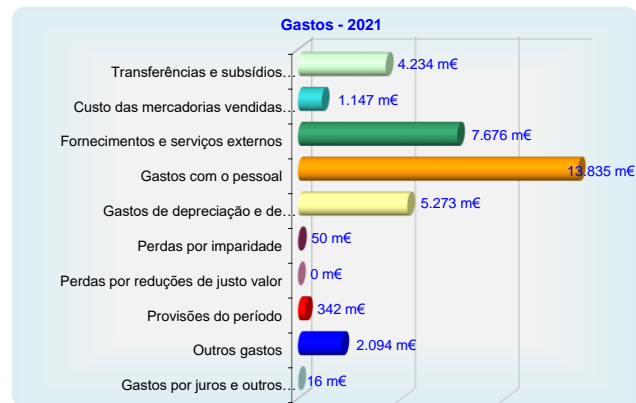 Gastos - 2021
Transferências e subsídios... 4.234 m€
Custo das mercadorias vendidas... 1.147 m€
Fornecimentos e serviços externos 7.676 m€
Gastos com o pessoal 13.835 m€
Gastos de depreciação e de... 5.273 m€
Perdas por imparidade 50 m€
Perdas por reduções de justo valor 0 m€
Provisões do período 342 m€
Outros gastos 2.094 m€
Gastos por juros e outros... 16 m€